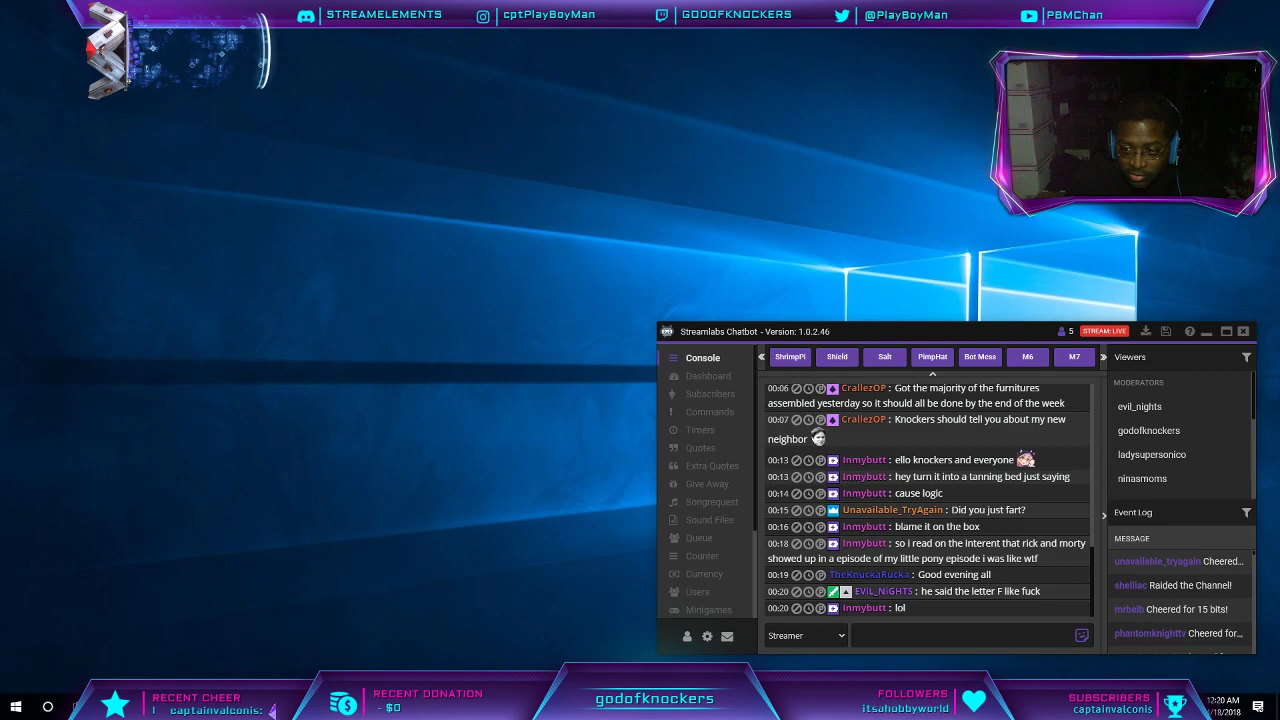 STREAMELEMENTS
cptPlayBoyMan
GODOFKNOCKERS
@PlayBoyMan
PBMChan
Streamlabs Chatbot - Version: 1.0.2.46
5
STREAM: LIVE
Console
Dashboard
Subscribers
Commands
Timers
Quotes
Extra Quotes
Give Away
Songrequest
Sound Files
Queue
Counter
Currency
Users
Minigames
ShrimpPi
Shield
Salt
PimpHat
Bot Mess
M6
M7
00:06 CrallezOP : Got the majority of the furnitures
assembled yesterday so it should all be done by the end of the week
00:07 CrallezOP : Knockers should tell you about my new
neighbor
00:13 Inmybutt : ello knockers and everyone
00:13 Inmybutt : hey turn it into a tanning bed just saying
00:14 Inmybutt : cause logic
00:15 Unavailable_TryAgain : Did you just fart?
00:16 Inmybutt : blame it on the box
00:18 Inmybutt : so i read on the interent that rick and morty
showed up in a episode of my little pony episode i was like wtf
00:19 TheKnuckaRucka : Good evening all
00:20 EViL_NiGHTS : he said the letter F like fuck
00:20 Inmybutt : lol
Streamer
Viewers
MODERATORS
evil_nights
godofknockers
ladysupersonico
ninasmoms
Event Log
MESSAGE
unavailable_tryagain Cheered...
shelliac Raided the Channel!
mrbelb Cheered for 15 bits!
phantomknighttv Cheered for...
RECENT CHEER
captainvalconis:
RECENT DONATION
- $0
godofknockers
FOLLOWERS
itsahobbyworld
SUBSCRIBERS
captainvalconis
12:20 AM
/18/2018